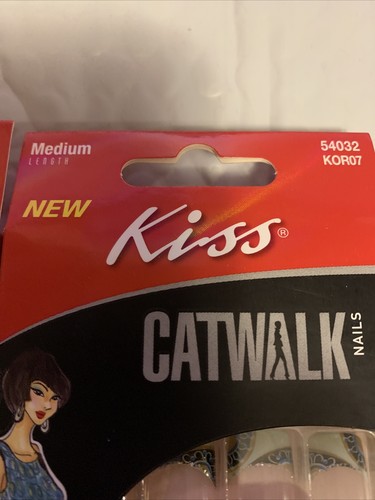 Medium
LENGTH
54032
KOR07
NEW
Kiss®
CATWALK
NAILS